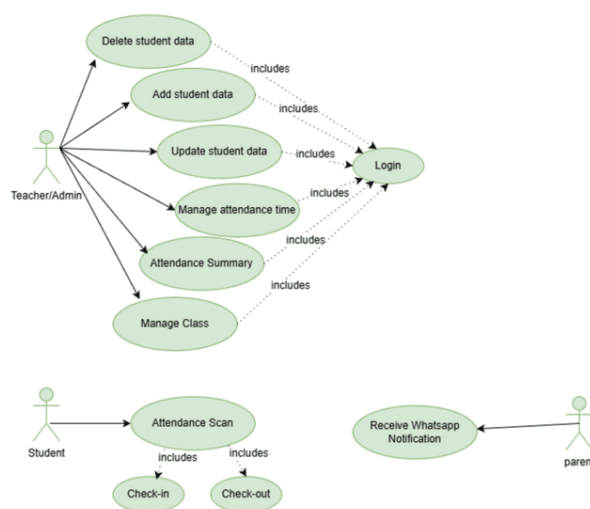 Delete student data
includes
Add student data
includes
Teacher/Admin
Update student data
includes
Login
Manage attendance time
includes
Attendance Summary
includes
Manage Class
includes
Student
Attendance Scan
includes
includes
Check-in
Check-out
Receive Whatsapp
Notification
paren